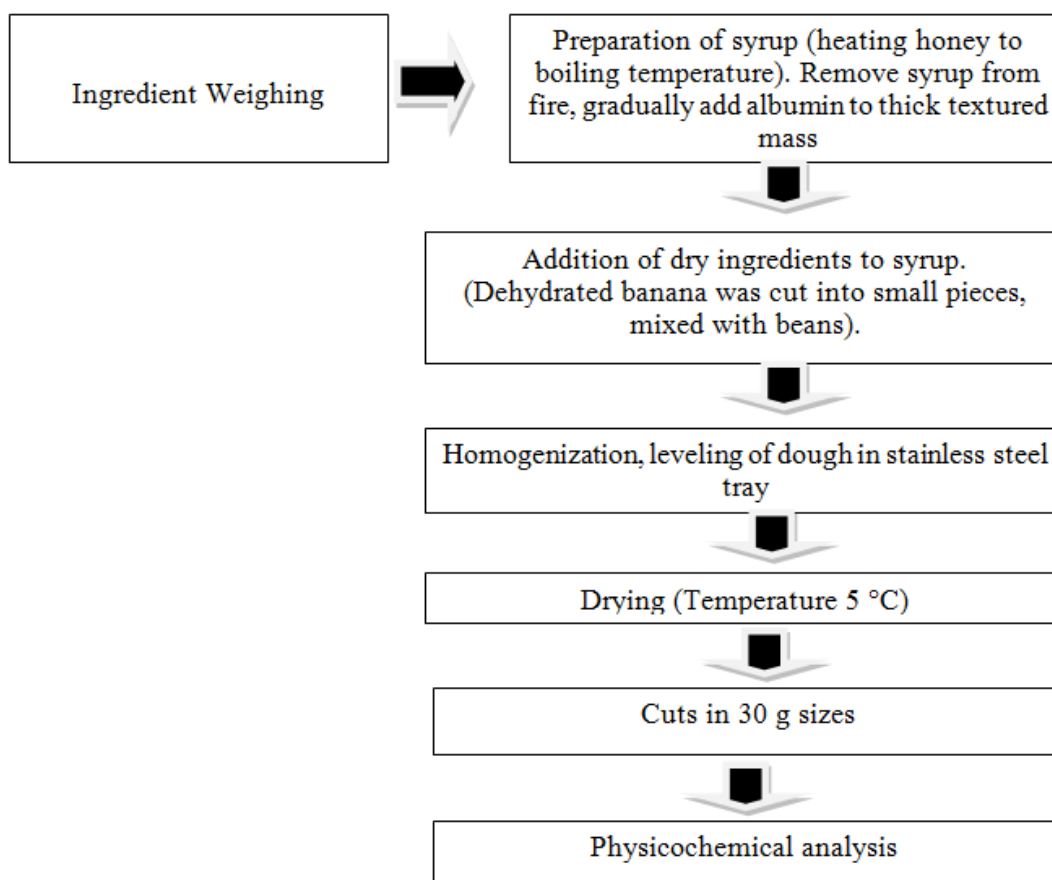 Ingredient Weighing
Preparation of syrup (heating honey to
boiling temperature). Remove syrup from
fire, gradually add albumin to thick textured
mass
Addition of dry ingredients to syrup.
(Dehydrated banana was cut into small pieces,
mixed with beans).
Homogenization, leveling of dough in stainless steel
tray
Drying (Temperature 5 °C)
Cuts in 30 g sizes
Physicochemical analysis